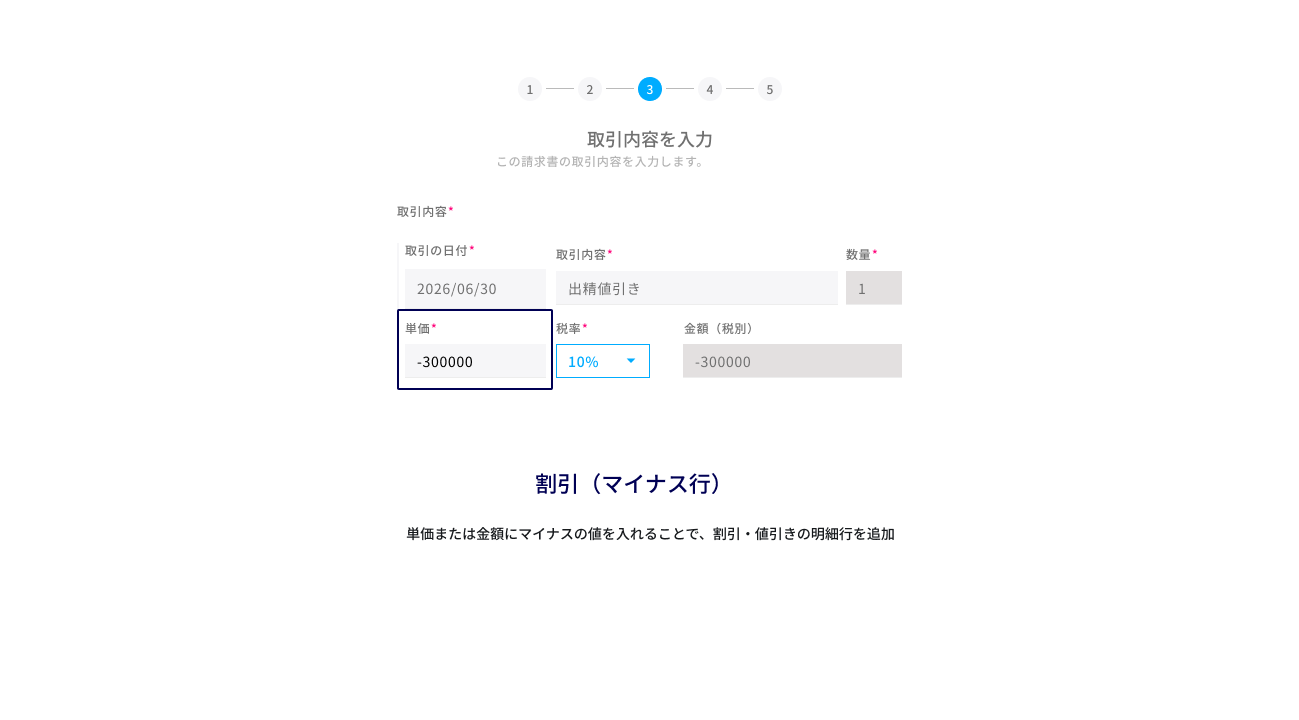 1 2 3 4 5
取引内容を入力
この請求書の取引内容を入力します。
取引内容*
取引の日付* 取引内容* 数量*
2026/06/30 出精値引き 1
単価* 税率* 金額（税別）
-300000 10% -300000
割引（マイナス行）
単価または金額にマイナスの値を入れることで、割引・値引きの明細行を追加